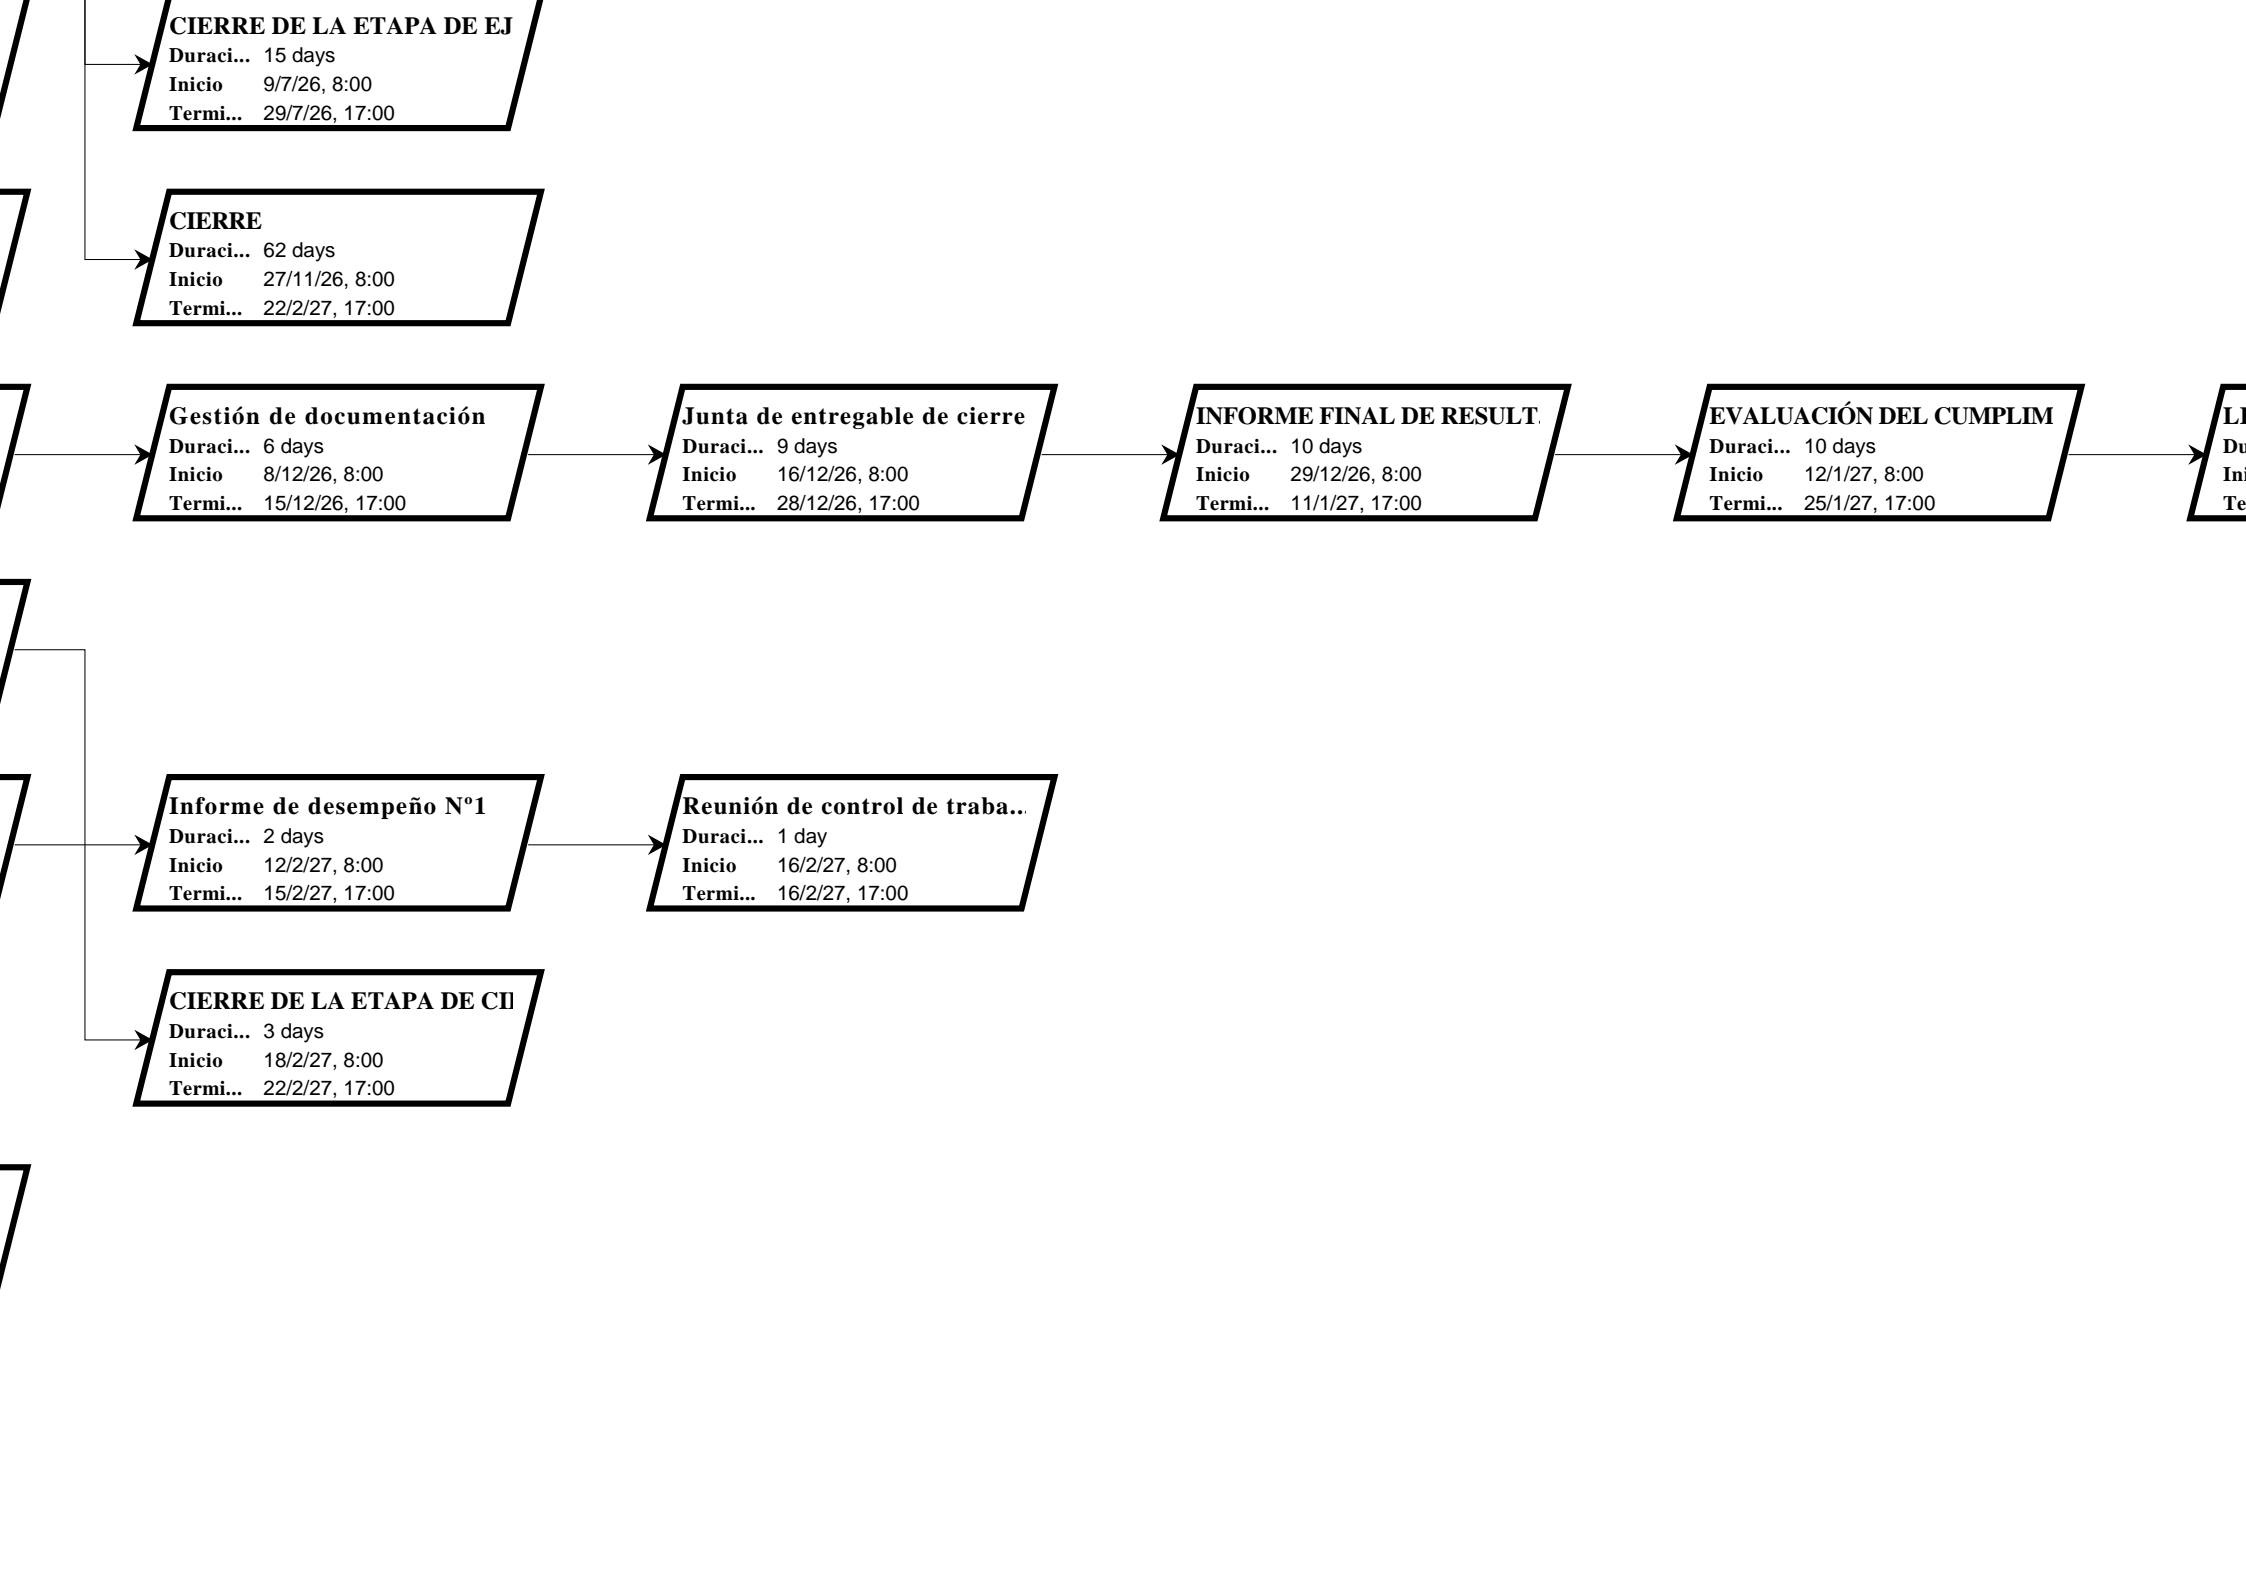 CIERRE DE LA ETAPA DE EJ
Duraci... 15 days
Inicio 9/7/26, 8:00
Termi... 29/7/26, 17:00
CIERRE
Duraci... 62 days
Inicio 27/11/26, 8:00
Termi... 22/2/27, 17:00
Gestión de documentación
Duraci... 6 days
Inicio 8/12/26, 8:00
Termi... 15/12/26, 17:00
Junta de entregable de cierre
Duraci... 9 days
Inicio 16/12/26, 8:00
Termi... 28/12/26, 17:00
INFORME FINAL DE RESULT
Duraci... 10 days
Inicio 29/12/26, 8:00
Termi... 11/1/27, 17:00
EVALUACIÓN DEL CUMPLIM
Duraci... 10 days
Inicio 12/1/27, 8:00
Termi... 25/1/27, 17:00
Du
Ini
Te
Informe de desempeño Nº1
Duraci... 2 days
Inicio 12/2/27, 8:00
Termi... 15/2/27, 17:00
Reunión de control de traba...
Duraci... 1 day
Inicio 16/2/27, 8:00
Termi... 16/2/27, 17:00
CIERRE DE LA ETAPA DE CI
Duraci... 3 days
Inicio 18/2/27, 8:00
Termi... 22/2/27, 17:00